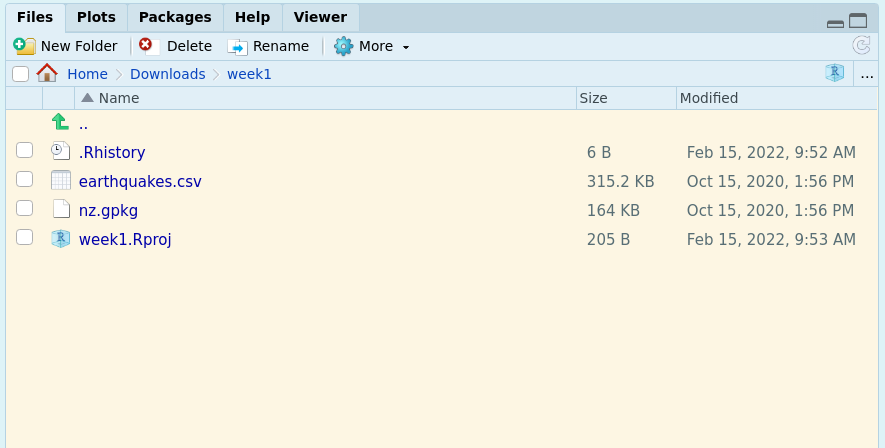 Files Plots Packages Help Viewer
New Folder Delete Rename More
Home Downloads week1 R ...
Name Size Modified
..
.Rhistory 6 B Feb 15, 2022, 9:52 AM
earthquakes.csv 315.2 KB Oct 15, 2020, 1:56 PM
nz.gpkg 164 KB Oct 15, 2020, 1:56 PM
R week1.Rproj 205 B Feb 15, 2022, 9:53 AM